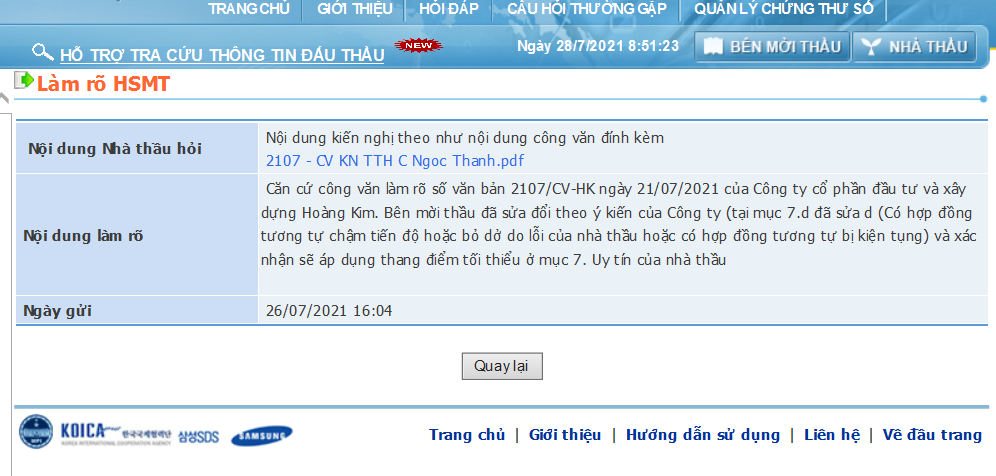 TRANG CHỦ | GIỚI THIỆU | HỎI ĐÁP | CÂU HỎI THƯỜNG GẶP | QUẢN LÝ CHỨNG THƯ SỐ
HỖ TRỢ TRA CỨU THÔNG TIN ĐẤU THẦU NEW Ngày 28/7/2021 8:51:23 BÊN MỜI THẦU NHÀ THẦU
Làm rõ HSMT
Nội dung Nhà thầu hỏi
Nội dung kiến nghị theo như nội dung công văn đính kèm
2107 - CV KN TTH C Ngoc Thanh.pdf
Nội dung làm rõ
Căn cứ công văn làm rõ số văn bản 2107/CV-HK ngày 21/07/2021 của Công ty cổ phần đầu tư và xây
dựng Hoàng Kim. Bên mời thầu đã sửa đổi theo ý kiến của Công ty (tại mục 7.d đã sửa d (Có hợp đồng
tương tự chậm tiến độ hoặc bỏ dở do lỗi của nhà thầu hoặc có hợp đồng tương tự bị kiện tụng) và xác
nhận sẽ áp dụng thang điểm tối thiểu ở mục 7. Uy tín của nhà thầu
Ngày gửi
26/07/2021 16:04
Quay lại
KOICA 삼성SDS SAMSUNG
Trang chủ | Giới thiệu | Hướng dẫn sử dụng | Liên hệ | Về đầu trang